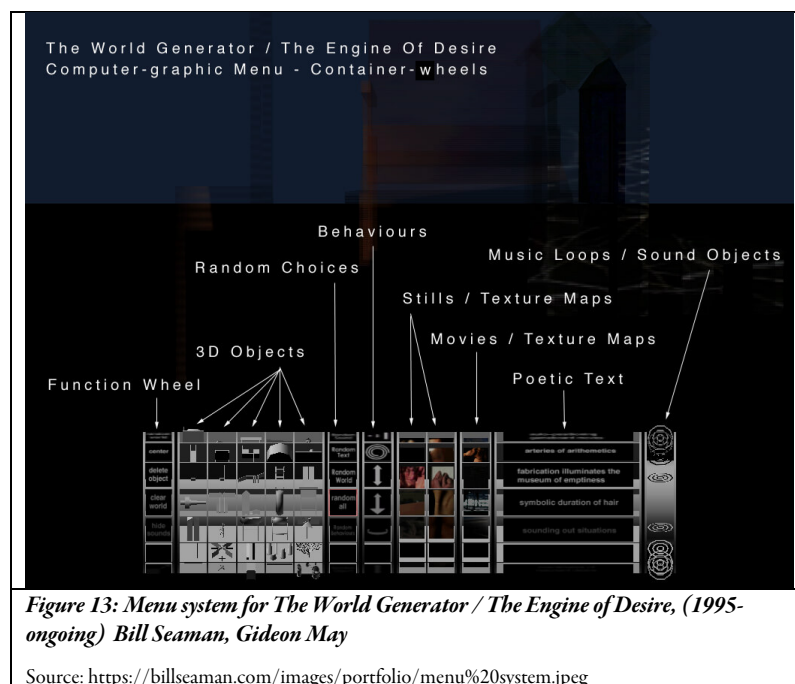 The World Generator / The Engine Of Desire
Computer-graphic Menu - Container-wheels
Behaviours
Music Loops / Sound Objects
Random Choices
Stills / Texture Maps
Movies / Texture Maps
3D Objects
Poetic Text
Function Wheel
center
delete object
clear world
hide sounds
Random Text
Random World
random all
Random
arteries of arithmetics
fabrication illuminates the
museum of emptiness
symbolic duration of hair
sounding out situations
Figure 13: Menu system for The World Generator / The Engine of Desire, (1995-
ongoing) Bill Seaman, Gideon May
Source: https://billseaman.com/images/portfolio/menu%20system.jpeg